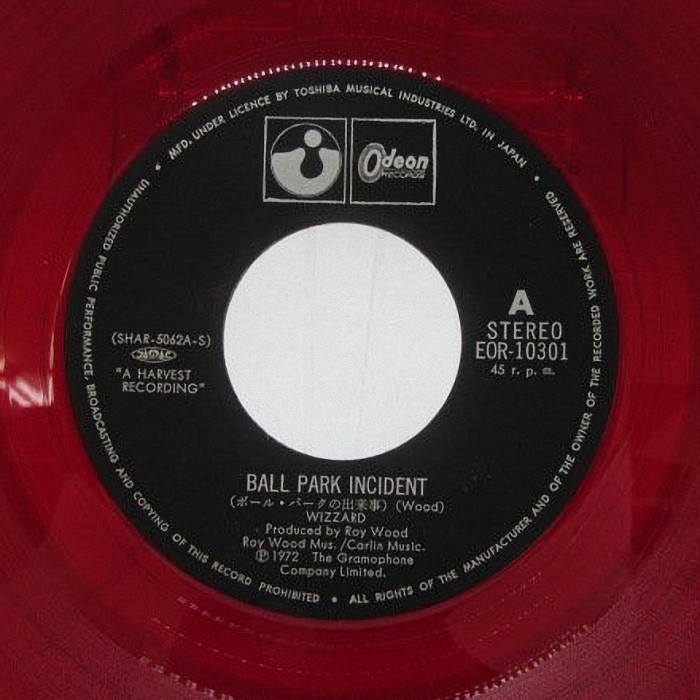 MFD. UNDER LICENCE BY TOSHIBA MUSICAL INDUSTRIES LTD. IN JAPAN •
Odeon
RECORDS
(SHAR-5062A-S)
"A HARVEST
RECORDING"
A
STEREO
EOR-10301
45 r. p. m.
BALL PARK INCIDENT
(ボール・パークの出来事) (Wood)
WIZZARD
Produced by Roy Wood
Roy Wood Mus. /Carlin Music.
Ⓟ1972 The Gramophone
Company Limited.
UNAUTHORIZED PUBLIC PERFORMANCE, BROADCASTING AND COPYING OF THIS RECORD PROHIBITED • ALL RIGHTS OF THE MANUFACTURER AND OF THE OWNER OF THE RECORDED WORK ARE RESERVED •